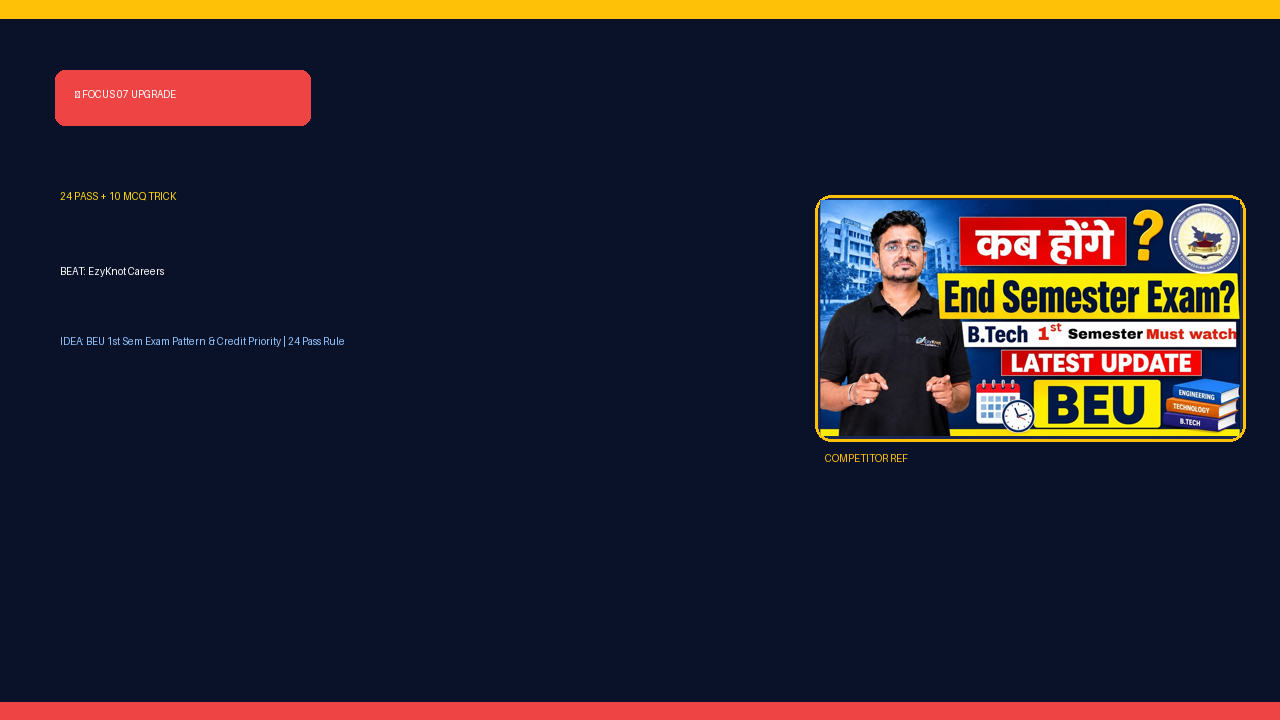 FOCUS 07 UPGRADE
24 PASS + 10 MCQ TRICK
BEAT: EzyKnot Careers
IDEA: BEU 1st Sem Exam Pattern & Credit Priority | 24 Pass Rule
कब होंगे ?
End Semester Exam?
B.Tech 1st Semester Must watch
LATEST UPDATE
BEU
ENGINEERING
TECHNOLOGY
B.TECH
COMPETITOR REF